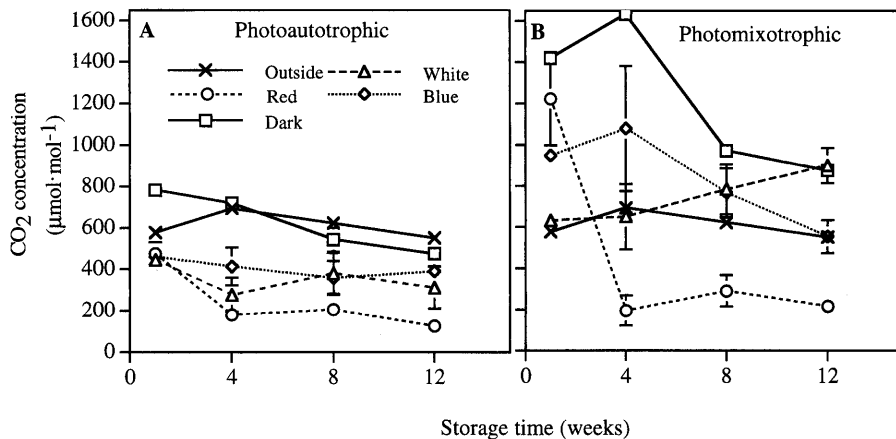 A Photoautotrophic
B Photomixotrophic
Outside
White
Red
Blue
Dark
CO2 concentration
(μmol·mol-1)
1600
1400
1200
1000
800
600
400
200
0
0 4 8 12
0 4 8 12
Storage time (weeks)